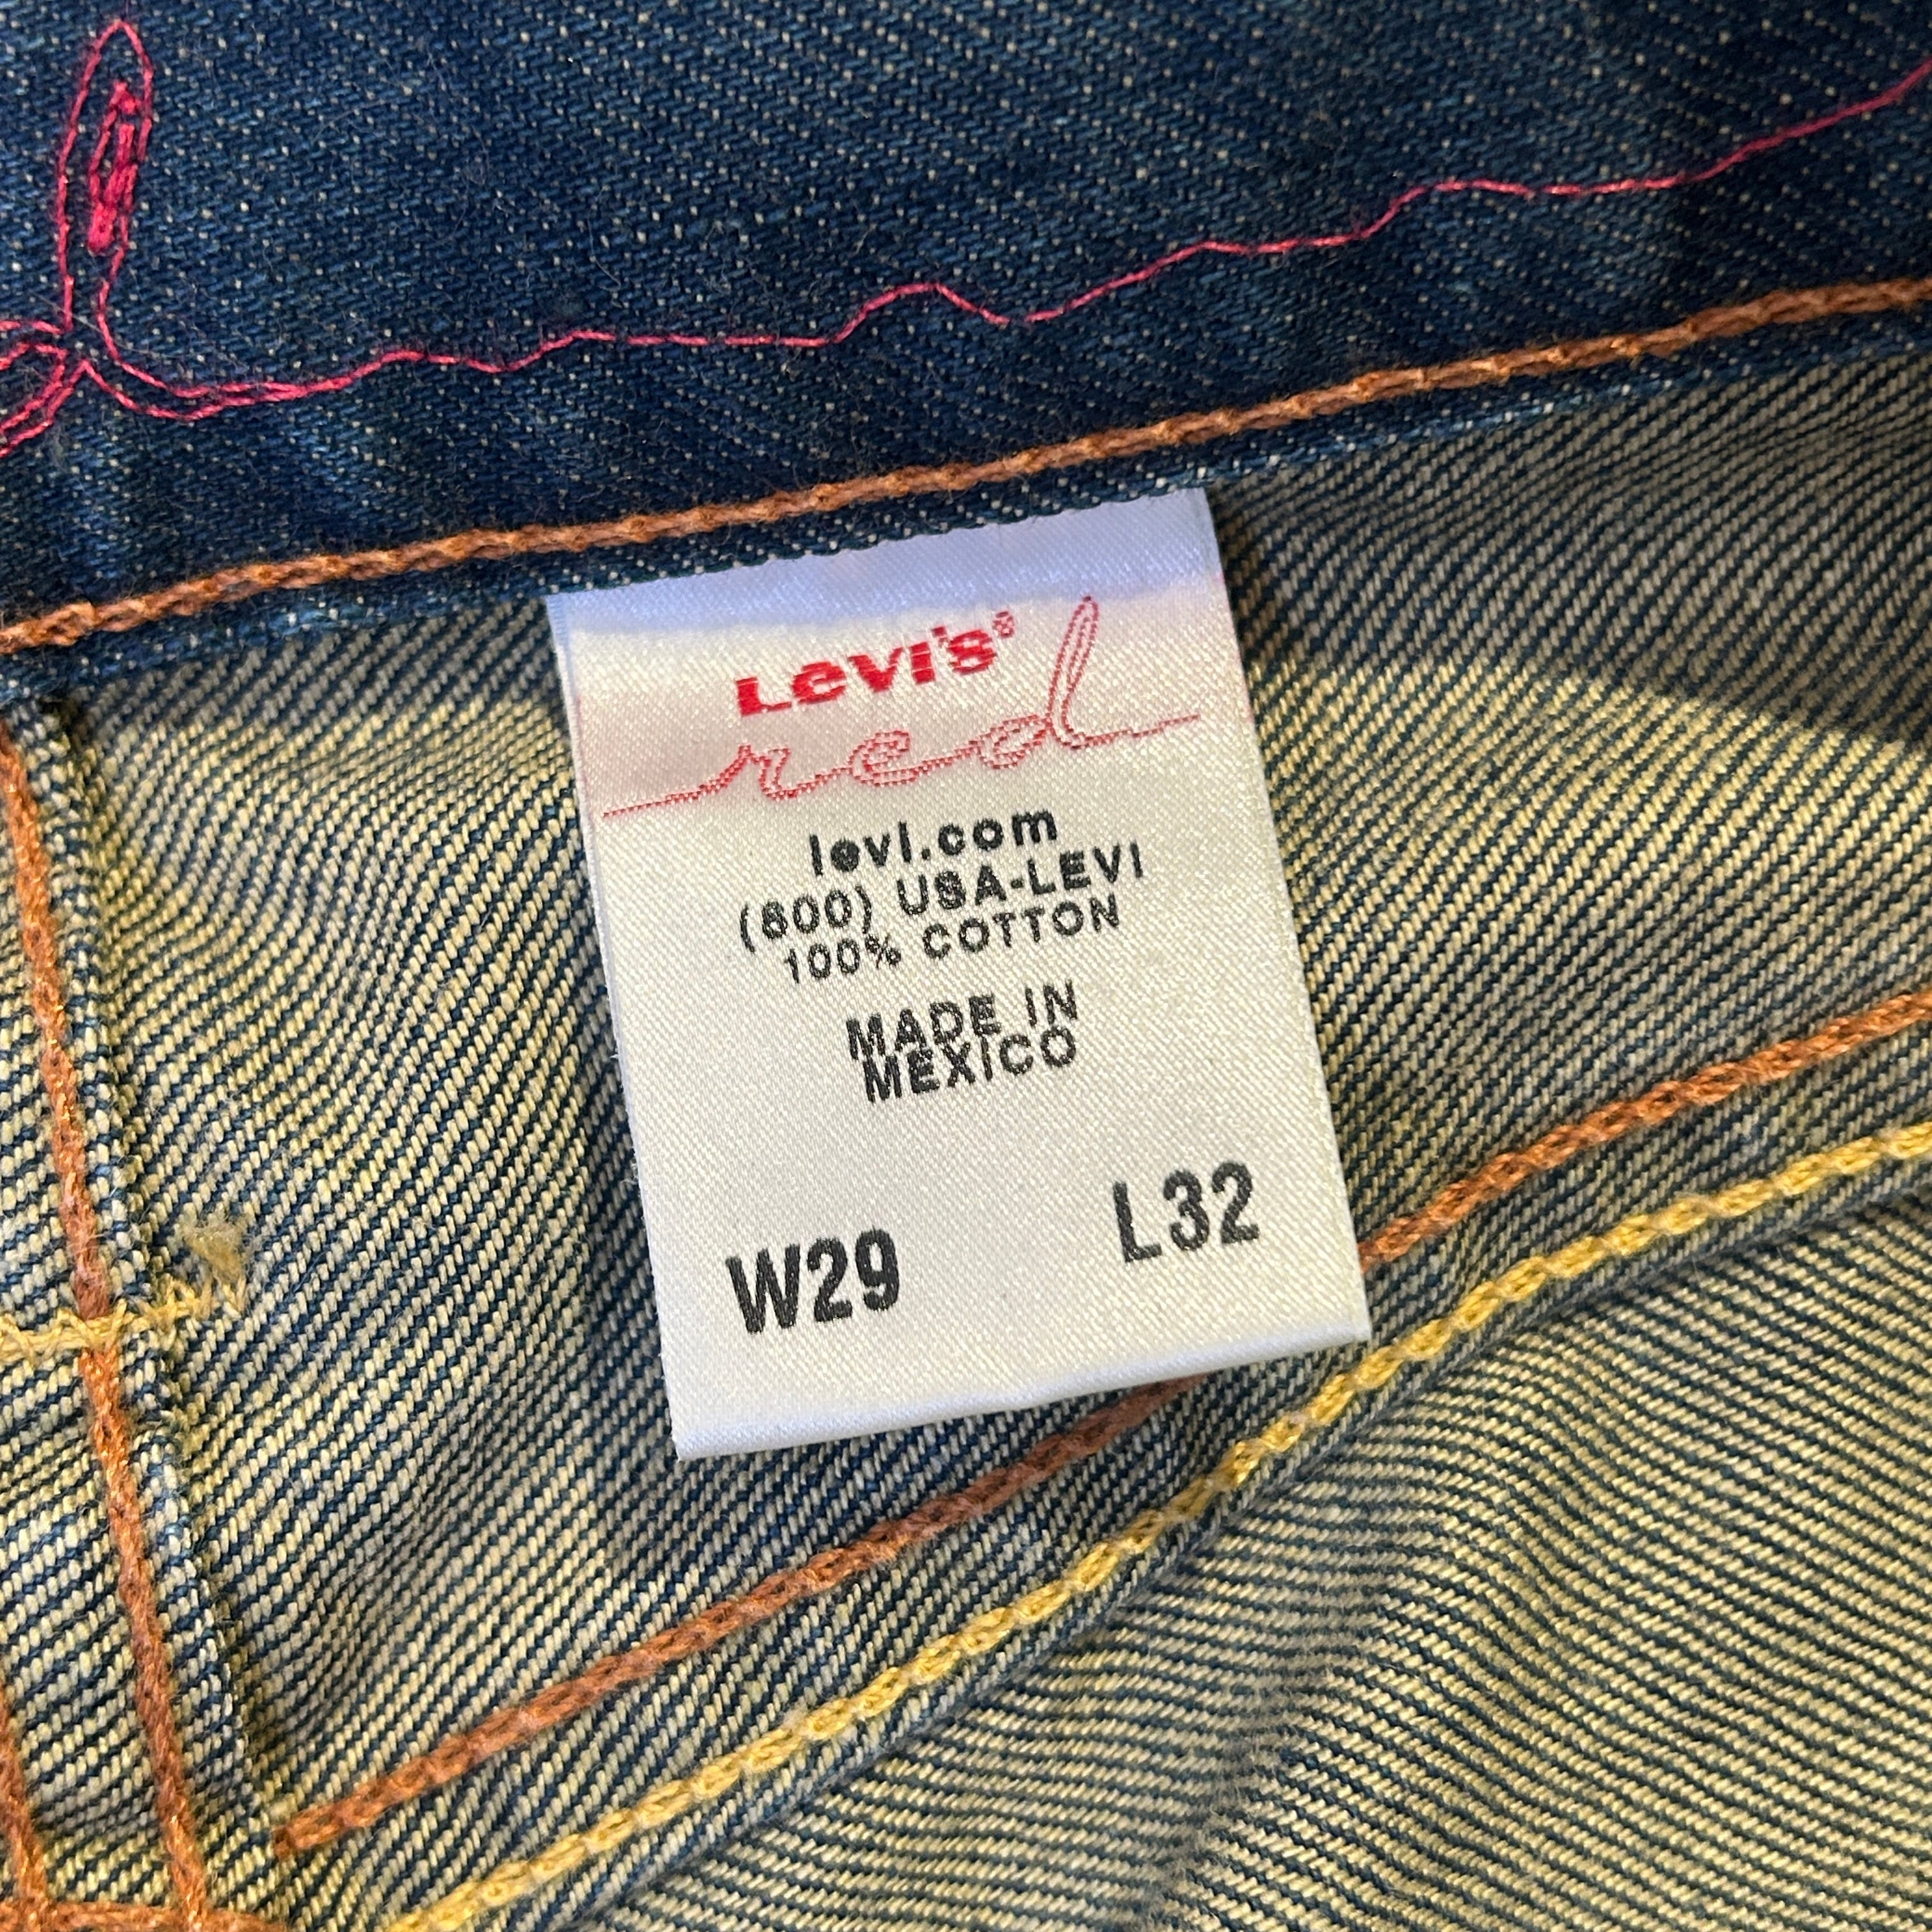 Levi's®
red
levi.com
(800) USA-LEVI
100% COTTON
MADE IN
MEXICO
W29 L32